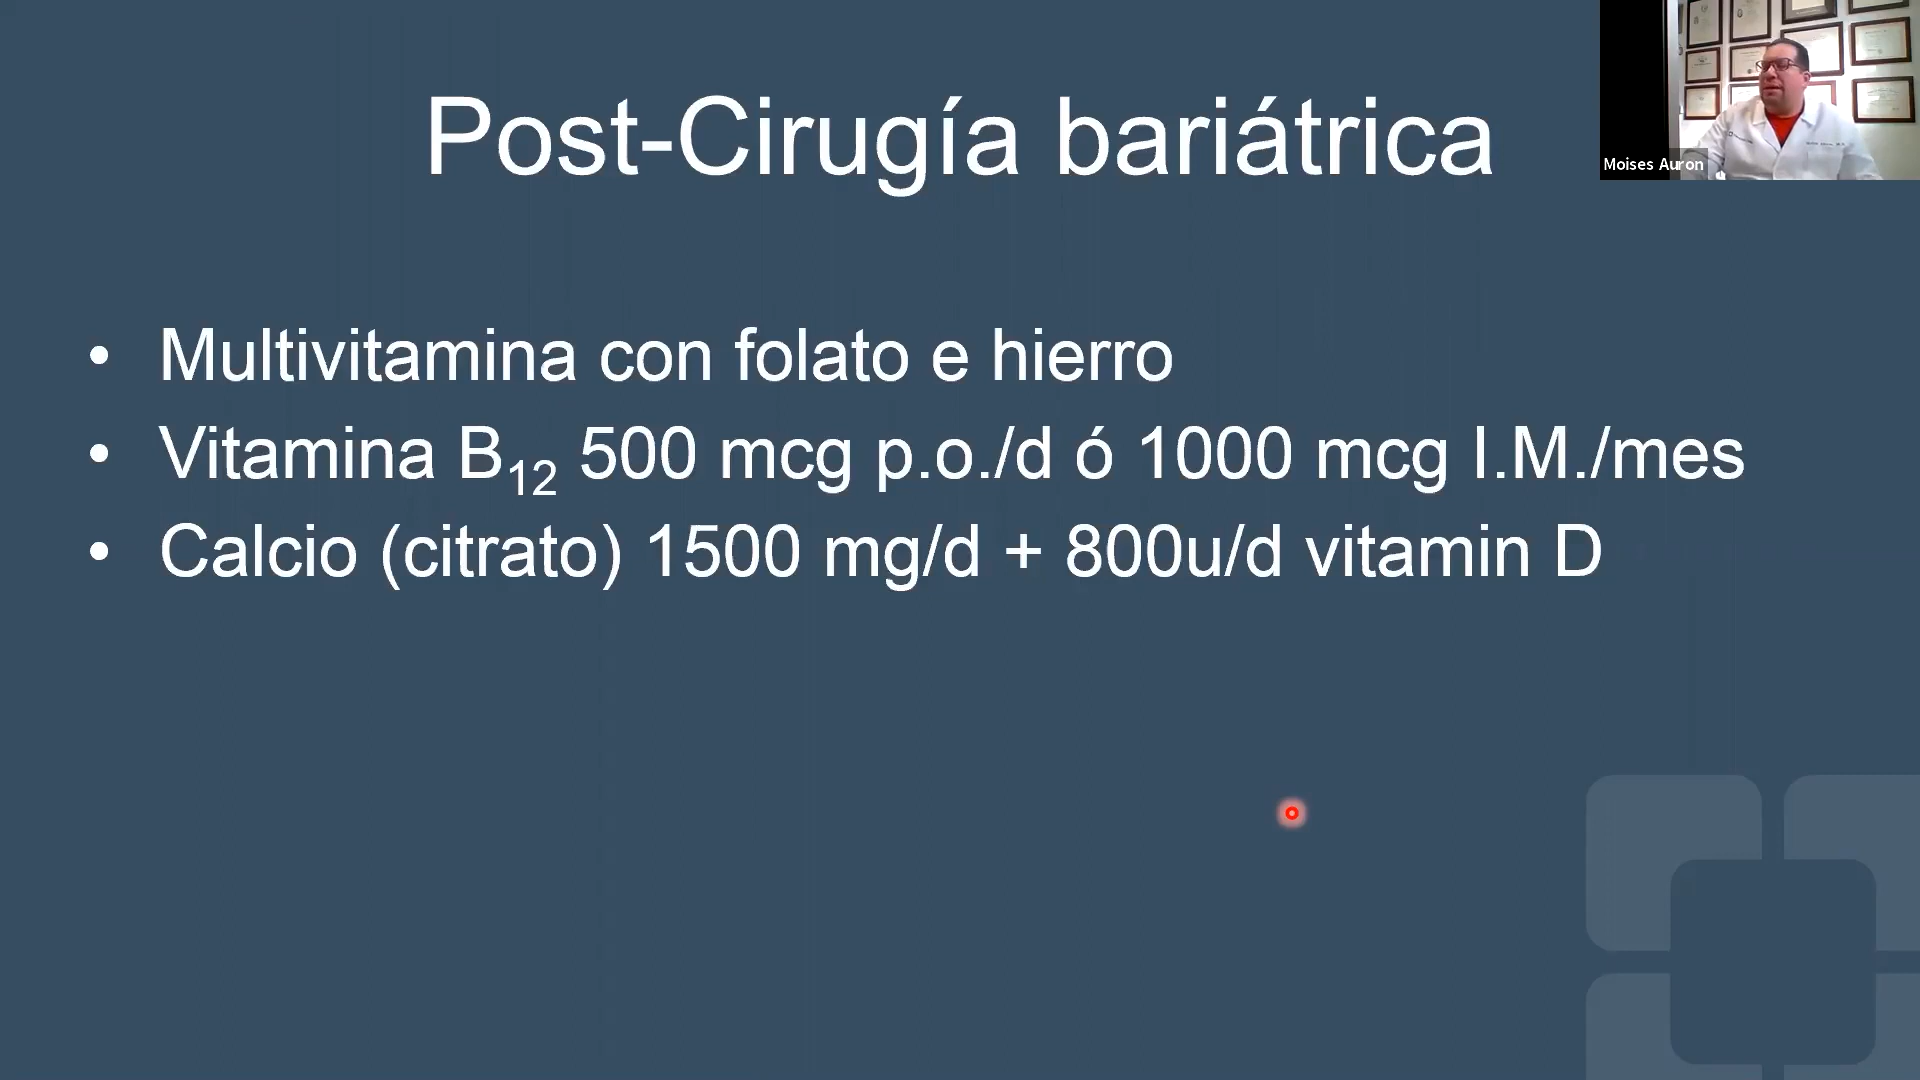 Post-Cirugía bariátrica
Moises Auron
• Multivitamina con folato e hierro
• Vitamina B12 500 mcg p.o./d ó 1000 mcg I.M./mes
• Calcio (citrato) 1500 mg/d + 800u/d vitamin D